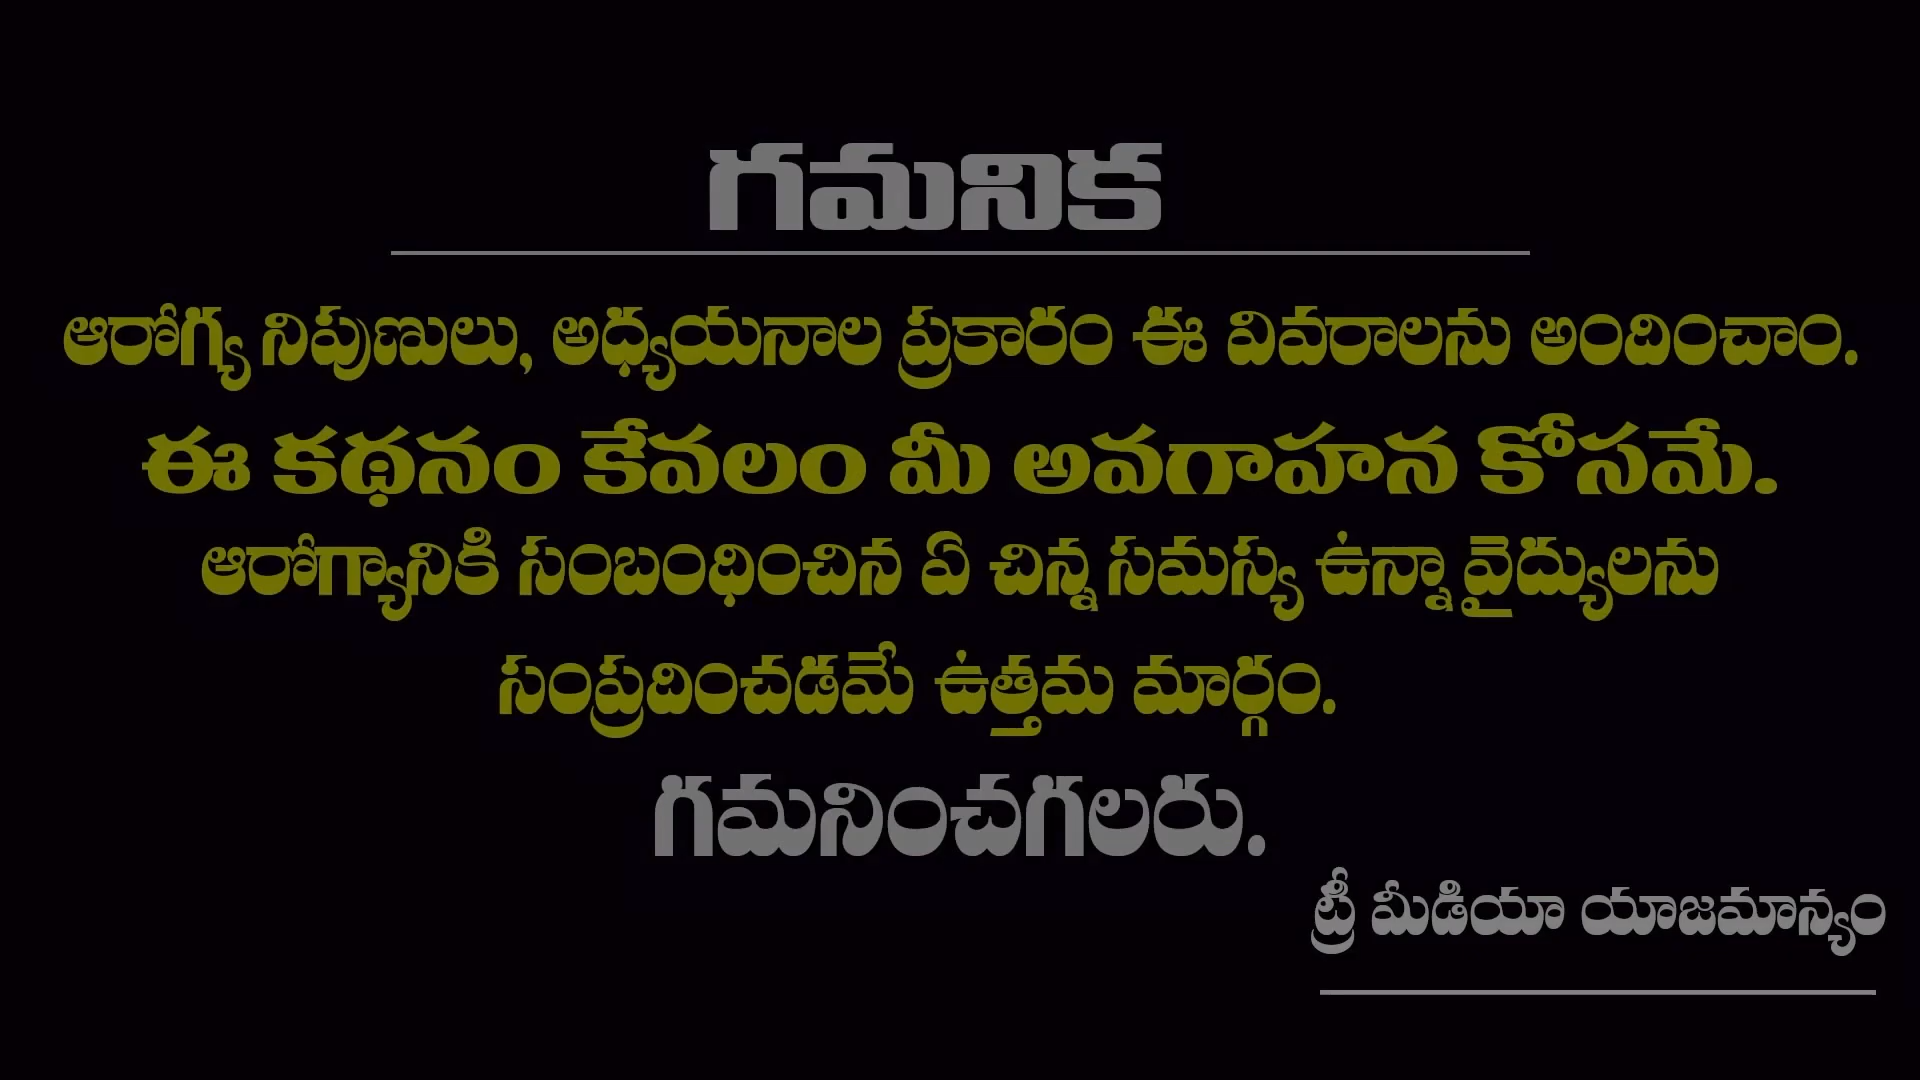 గమనిక
ఆరోగ్య నిపుణులు, అధ్యయనాల ప్రకారం ఈ వివరాలను అందించాం.
ఈ కథనం కేవలం మీ అవగాహన కోసమే.
ఆరోగ్యానికి సంబంధించిన ఏ చిన్న సమస్య ఉన్నా వైద్యులను
సంప్రదించడమే ఉత్తమ మార్గం.
గమనించగలరు.
ట్రీ మీడియా యాజమాన్యం